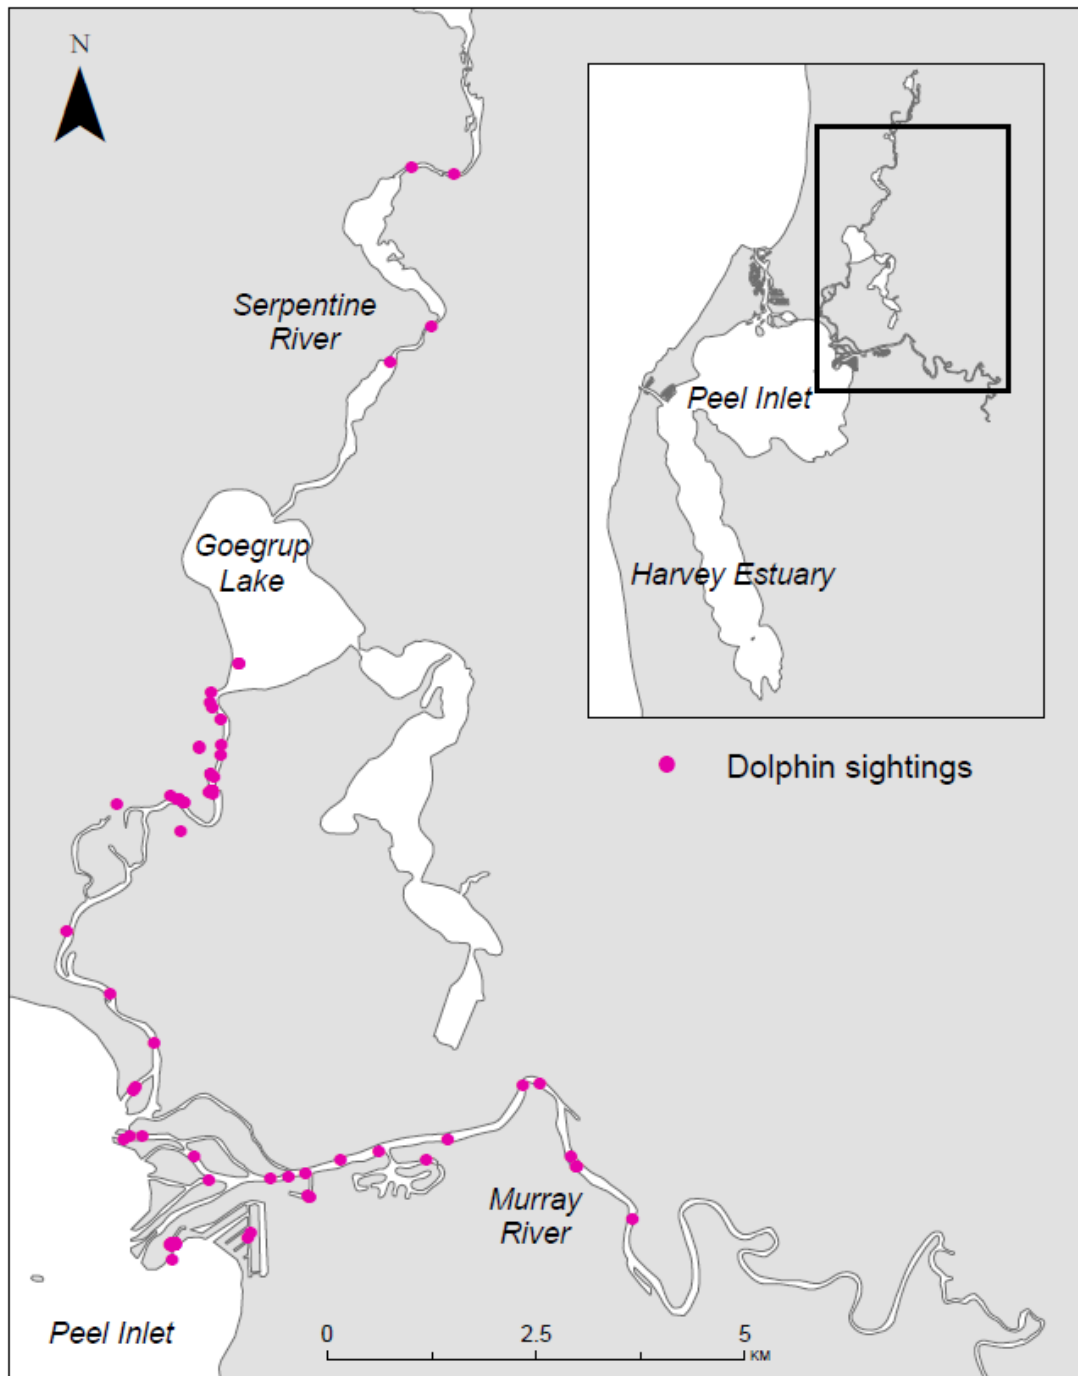 N
Serpentine
River
Peel Inlet
Goegrup
Lake
Harvey Estuary
Dolphin sightings
Murray
River
Peel Inlet
0 2.5 5
KM